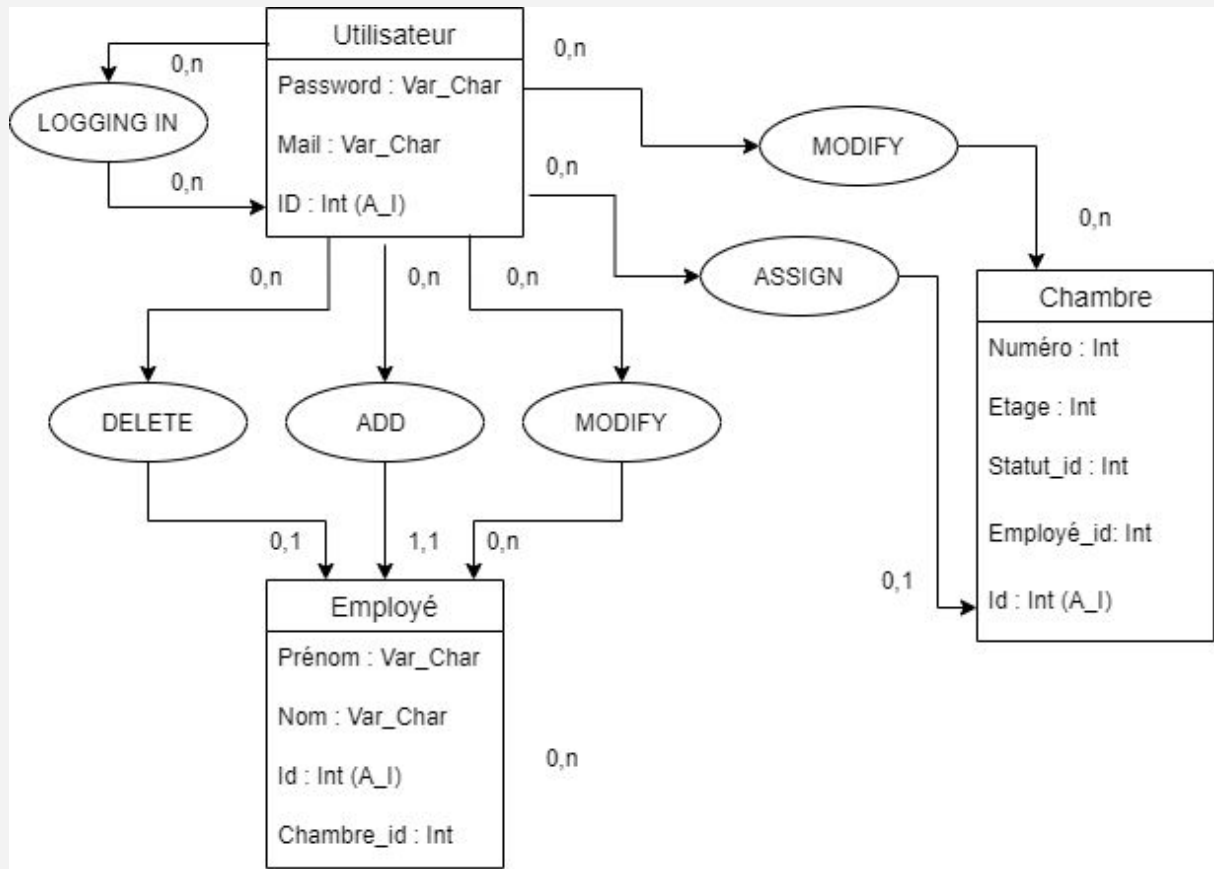 Utilisateur
0,n
0,n
Password : Var_Char
LOGGING IN
MODIFY
Mail : Var_Char
0,n
0,n
ID : Int (A_I)
0,n
0,n
0,n
0,n
ASSIGN
Chambre
Numéro : Int
Etage : Int
DELETE
ADD
MODIFY
Statut_id : Int
Employé_id: Int
0,1
1,1
0,n
0,1
Id : Int (A_I)
Employé
Prénom : Var_Char
Nom : Var_Char
0,n
Id : Int (A_I)
Chambre_id : Int